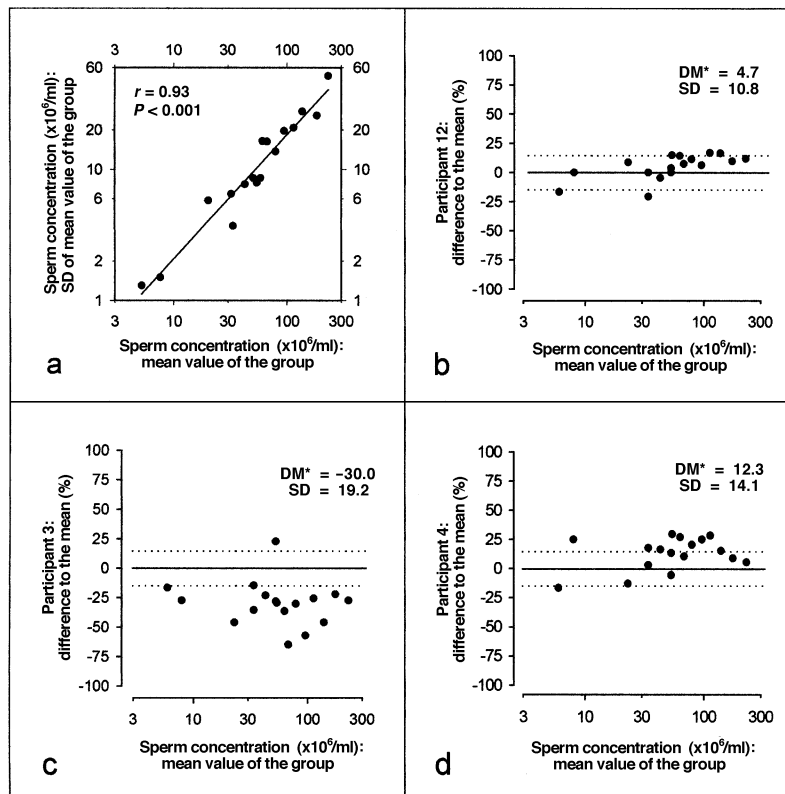 3 10 30 100 300
60 60
20 20
10 10
6 6
2 2
1 1
r = 0.93
P < 0.001
Sperm concentration (x10⁶/ml):
SD of mean value of the group
3 10 30 100 300
Sperm concentration (x10⁶/ml):
mean value of the group
a
100
75
50
25
0
-25
-50
-75
-100
DM* = 4.7
SD = 10.8
Participant 12:
difference to the mean (%)
3 10 30 100 300
Sperm concentration (x10⁶/ml):
mean value of the group
b
100
75
50
25
0
-25
-50
-75
-100
DM* = −30.0
SD = 19.2
Participant 3:
difference to the mean (%)
3 10 30 100 300
Sperm concentration (x10⁶/ml):
mean value of the group
c
100
75
50
25
0
-25
-50
-75
-100
DM* = 12.3
SD = 14.1
Participant 4:
difference to the mean (%)
3 10 30 100 300
Sperm concentration (x10⁶/ml):
mean value of the group
d